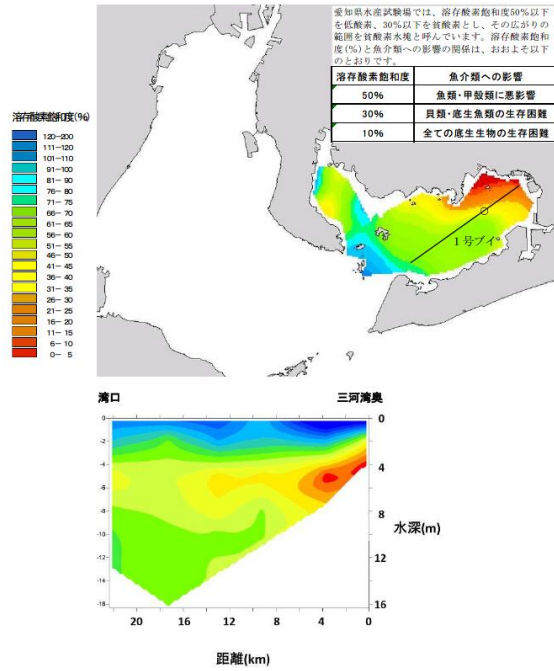 愛知県水産試験場では、溶存酸素飽和度50%以下
を低酸素、30%以下を貧酸素とし、その広がりの
範囲を貧酸素水塊と呼んでいます。溶存酸素飽和
度(%)と魚介類への影響の関係は、おおよそ以下
のとおりです。
溶存酸素飽和度 魚介類への影響
50% 魚類・甲殻類に悪影響
30% 貝類・底生魚類の生存困難
10% 全ての底生生物の生存困難
溶存酸素飽和度(%)
120-200
111-120
101-110
91-100
81-90
76-80
71-75
66-70
61-65
56-60
51-55
46-50
41-45
36-40
31-35
26-30
21-25
16-20
11-15
6-10
0-5
1号ブイ
湾口 三河湾奥
0
-2
-4
-6
-8
-10
-12
-14
-16
0
4
8
12
16
水深(m)
20 16 12 8 4 0
距離(km)